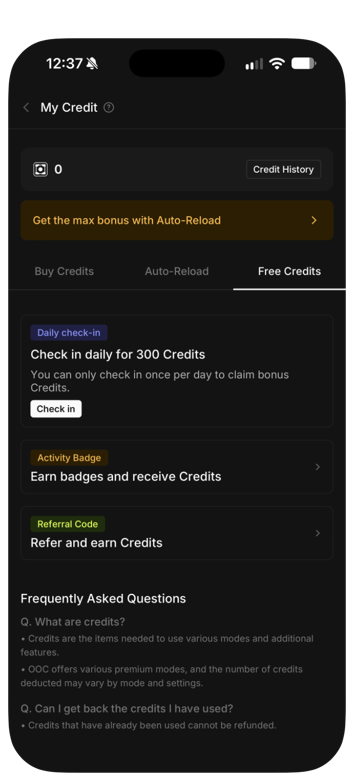 12:37
My Credit
0
Credit History
Get the max bonus with Auto-Reload
Buy Credits
Auto-Reload
Free Credits
Daily check-in
Check in daily for 300 Credits
You can only check in once per day to claim bonus
Credits.
Check in
Activity Badge
Earn badges and receive Credits
Referral Code
Refer and earn Credits
Frequently Asked Questions
Q. What are credits?
• Credits are the items needed to use various modes and additional
features.
• OOC offers various premium modes, and the number of credits
deducted may vary by mode and settings.
Q. Can I get back the credits I have used?
• Credits that have already been used cannot be refunded.